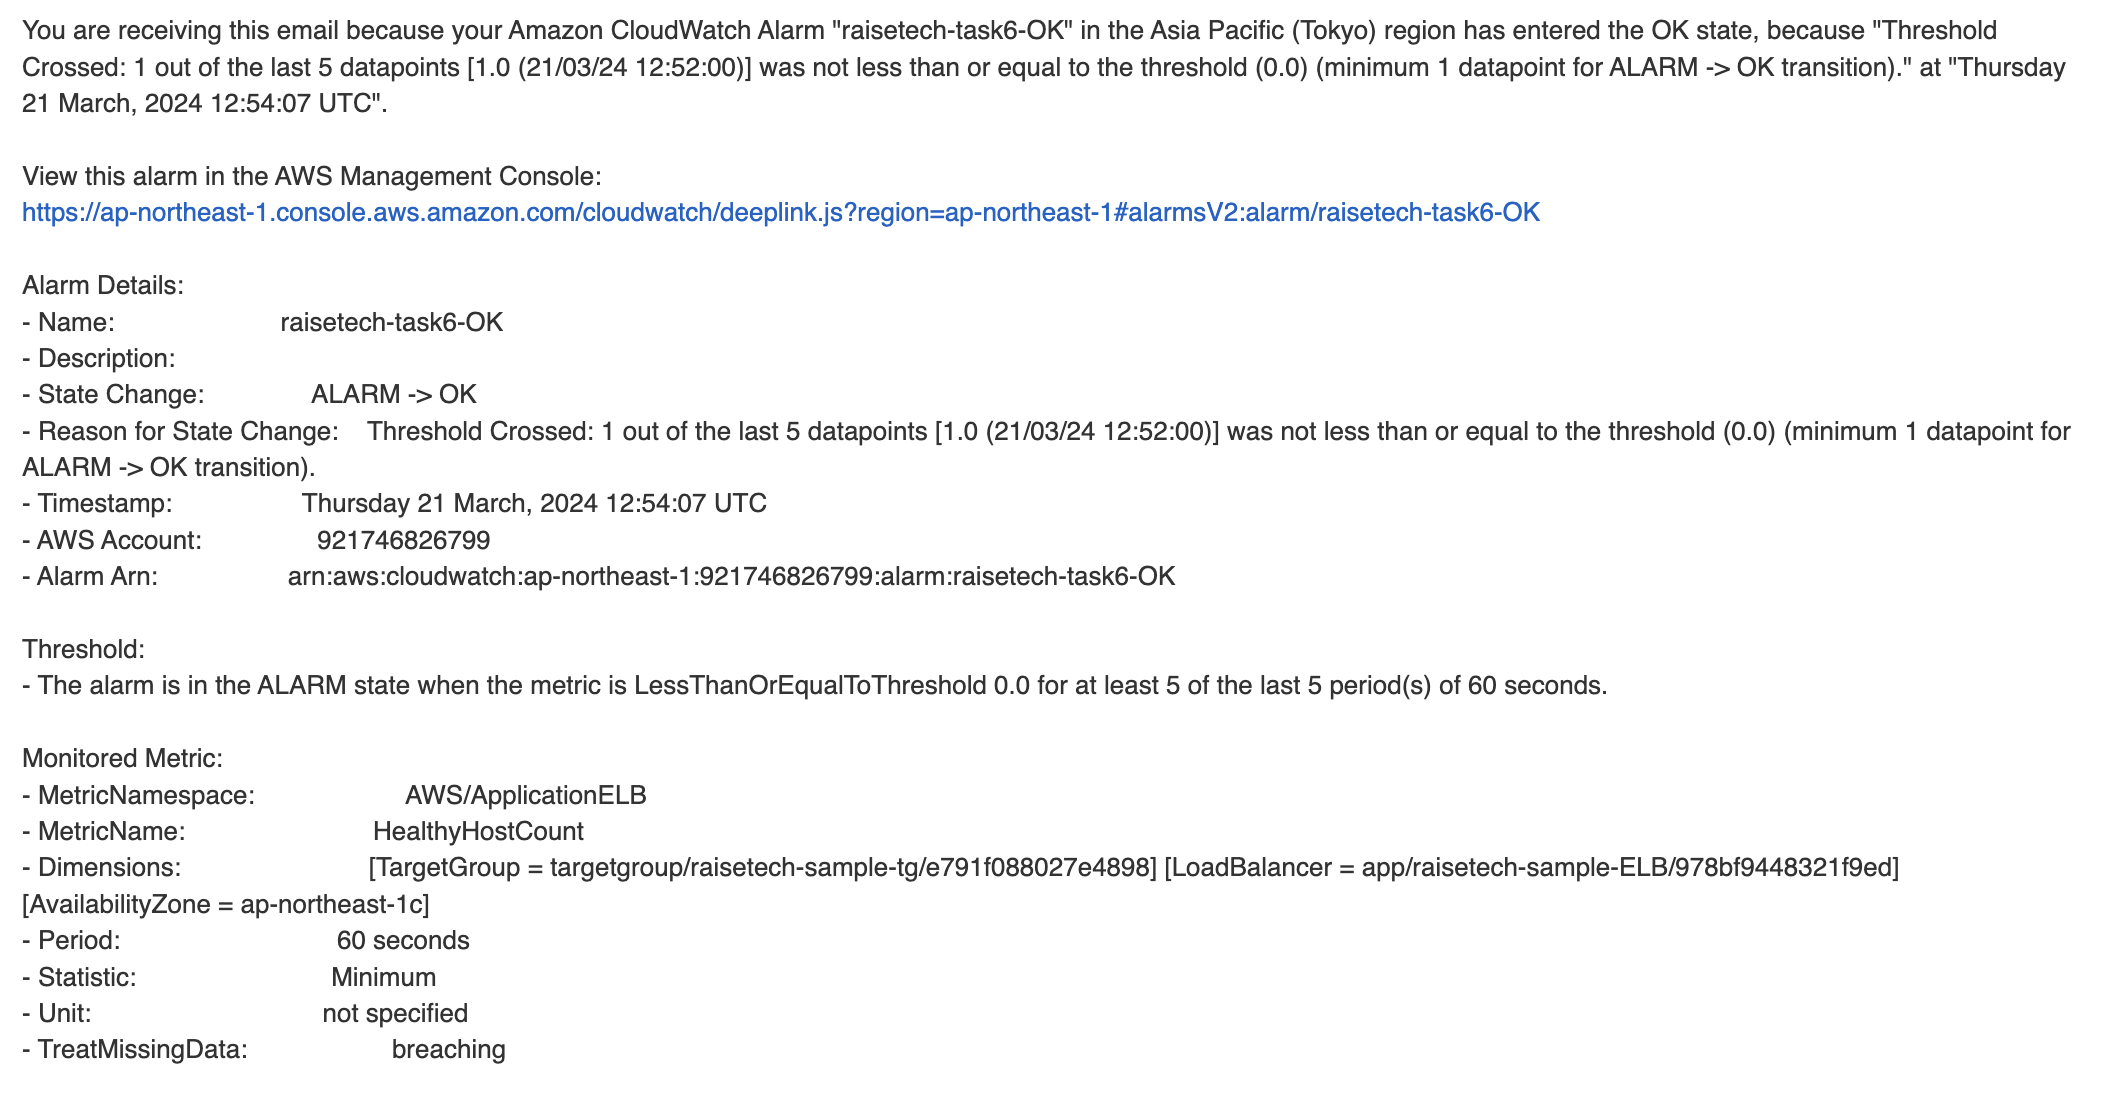 You are receiving this email because your Amazon CloudWatch Alarm "raisetech-task6-OK" in the Asia Pacific (Tokyo) region has entered the OK state, because "Threshold
Crossed: 1 out of the last 5 datapoints [1.0 (21/03/24 12:52:00)] was not less than or equal to the threshold (0.0) (minimum 1 datapoint for ALARM -> OK transition)." at "Thursday
21 March, 2024 12:54:07 UTC".
View this alarm in the AWS Management Console:
https://ap-northeast-1.console.aws.amazon.com/cloudwatch/deeplink.js?region=ap-northeast-1#alarmsV2:alarm/raisetech-task6-OK
Alarm Details:
- Name: raisetech-task6-OK
- Description:
- State Change: ALARM -> OK
- Reason for State Change: Threshold Crossed: 1 out of the last 5 datapoints [1.0 (21/03/24 12:52:00)] was not less than or equal to the threshold (0.0) (minimum 1 datapoint for
ALARM -> OK transition).
- Timestamp: Thursday 21 March, 2024 12:54:07 UTC
- AWS Account: 921746826799
- Alarm Arn: arn:aws:cloudwatch:ap-northeast-1:921746826799:alarm:raisetech-task6-OK
Threshold:
- The alarm is in the ALARM state when the metric is LessThanOrEqualToThreshold 0.0 for at least 5 of the last 5 period(s) of 60 seconds.
Monitored Metric:
- MetricNamespace: AWS/ApplicationELB
- MetricName: HealthyHostCount
- Dimensions: [TargetGroup = targetgroup/raisetech-sample-tg/e791f088027e4898] [LoadBalancer = app/raisetech-sample-ELB/978bf9448321f9ed]
[AvailabilityZone = ap-northeast-1c]
- Period: 60 seconds
- Statistic: Minimum
- Unit: not specified
- TreatMissingData: breaching